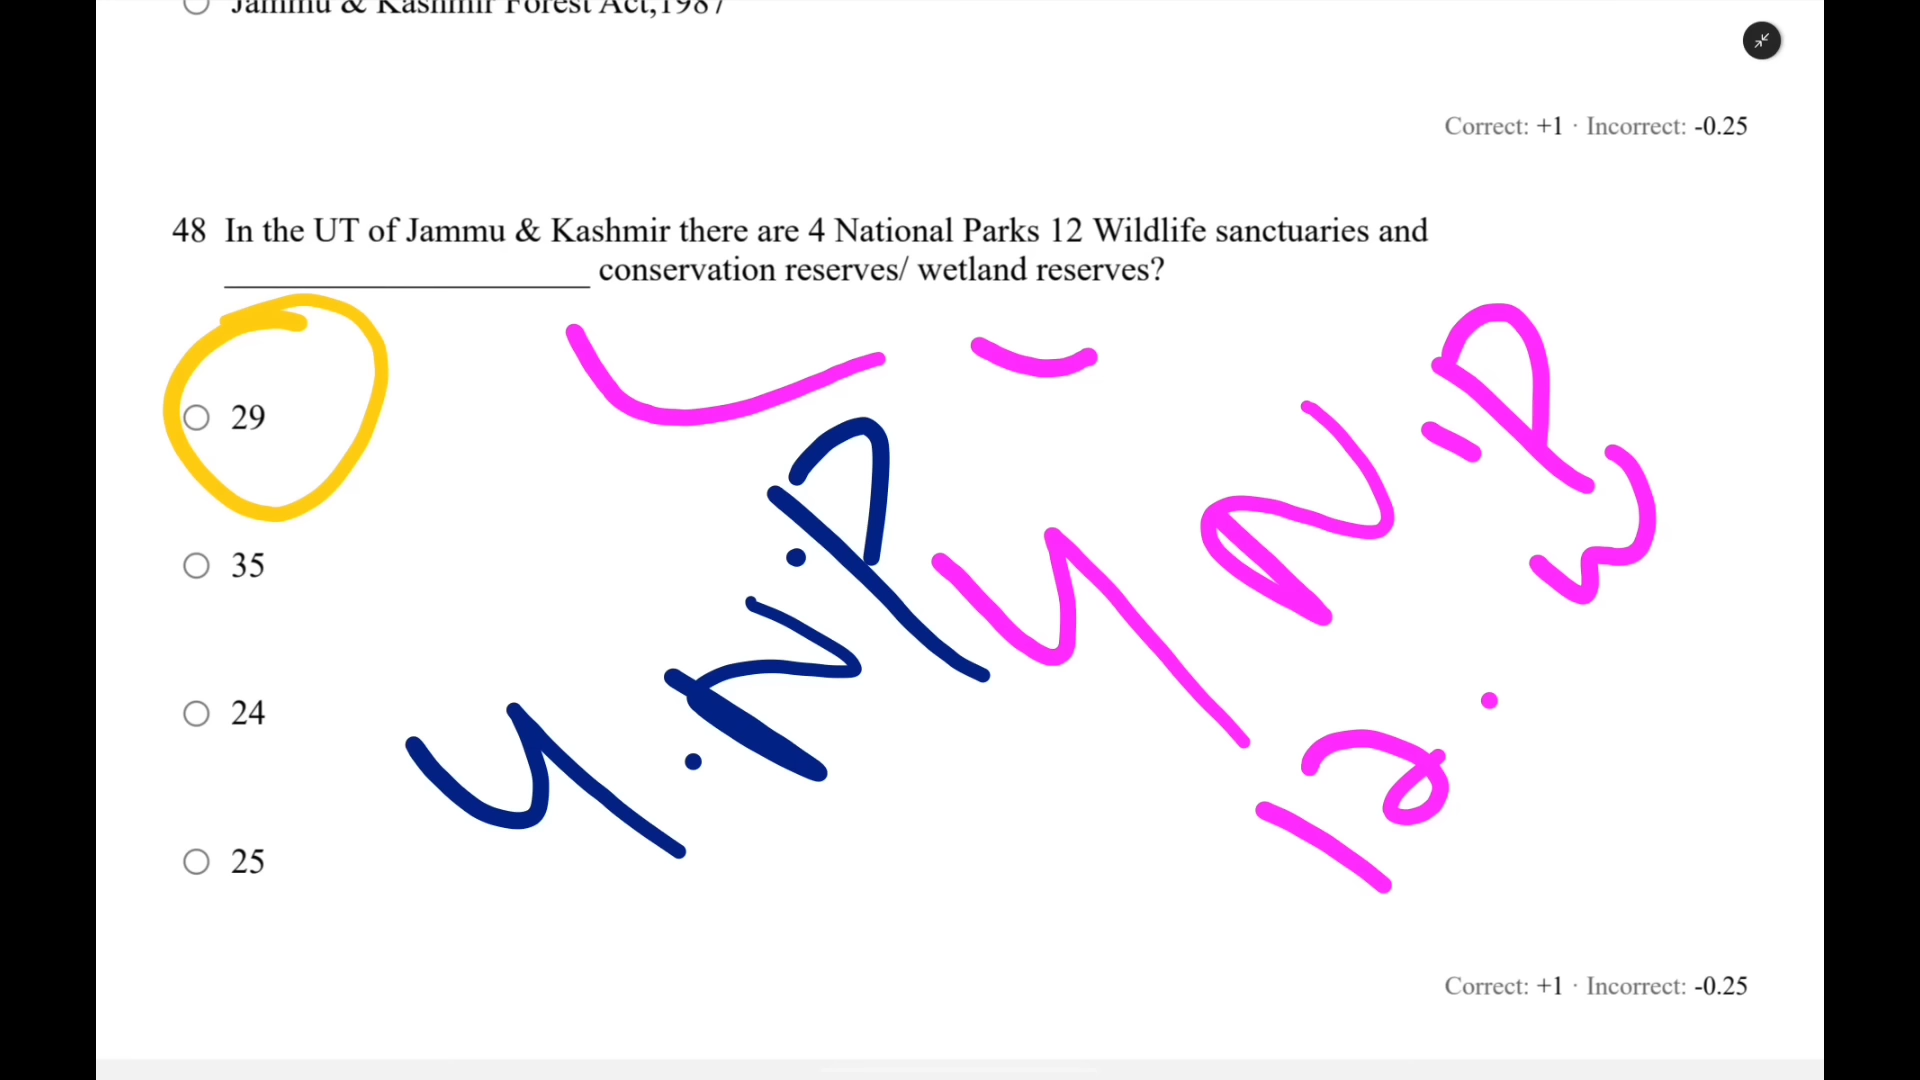 Jammu & Kashmir Forest Act,1987
Correct: +1 · Incorrect: -0.25
48 In the UT of Jammu & Kashmir there are 4 National Parks 12 Wildlife sanctuaries and
____________________ conservation reserves/ wetland reserves?
29
35
24
25
4.N.P
4 N.P
12. W
Correct: +1 · Incorrect: -0.25